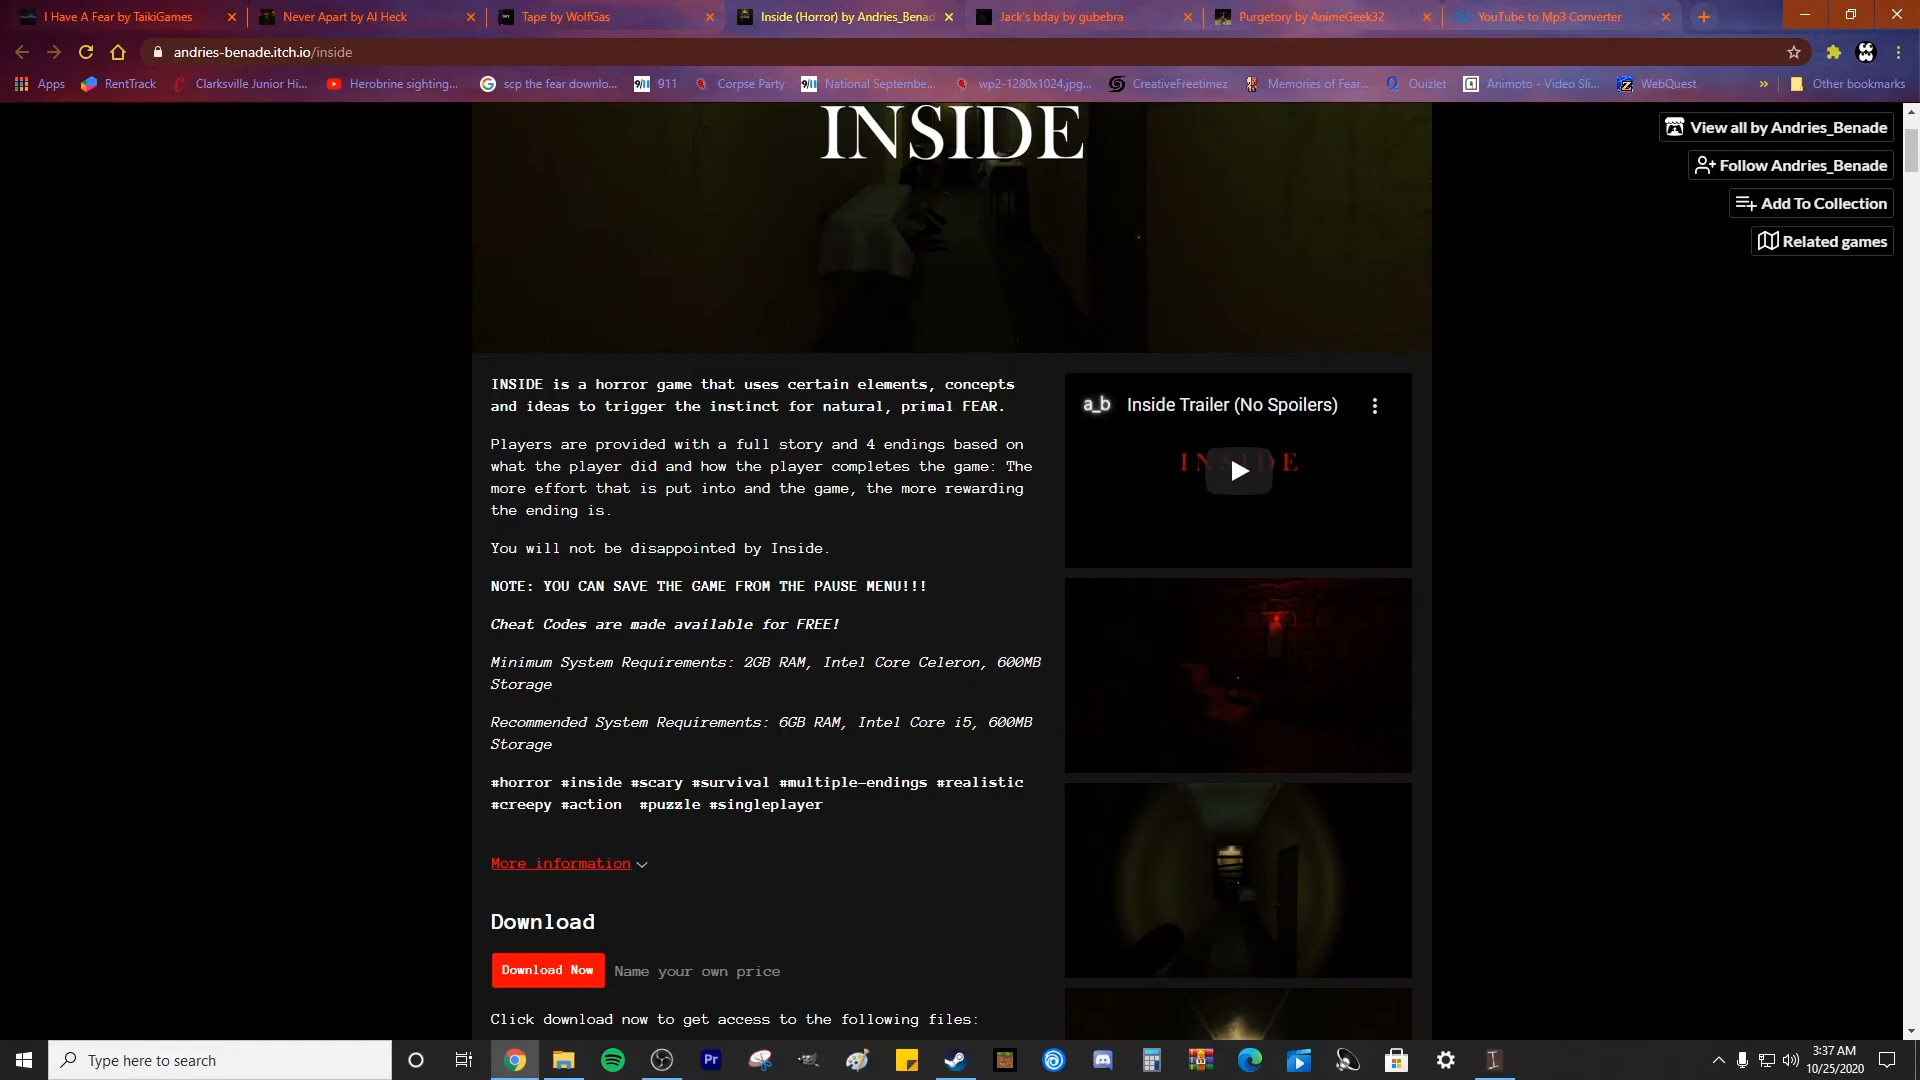 I Have A Fear by TaikiGames
Never Apart by AI Heck
Tape by WolfGas
Inside (Horror) by Andries_Benad
Jack's bday by gubebra
Purgetory by AnimeGeek32
YouTube to Mp3 Converter
andries-benade.itch.io/inside
Apps
RentTrack
Clarksville Junior Hi...
Herobrine sighting...
scp the fear downlo...
911
Corpse Party
National Septembe...
wp2-1280x1024.jpg...
CreativeFreetimez
Memories of Fear...
Quizlet
Animoto - Video Sli...
WebQuest
»
Other bookmarks
INSIDE
View all by Andries_Benade
Follow Andries_Benade
Add To Collection
Related games
INSIDE is a horror game that uses certain elements, concepts
and ideas to trigger the instinct for natural, primal FEAR.
Players are provided with a full story and 4 endings based on
what the player did and how the player completes the game: The
more effort that is put into and the game, the more rewarding
the ending is.
You will not be disappointed by Inside.
NOTE: YOU CAN SAVE THE GAME FROM THE PAUSE MENU!!!
Cheat Codes are made available for FREE!
Minimum System Requirements: 2GB RAM, Intel Core Celeron, 600MB
Storage
Recommended System Requirements: 6GB RAM, Intel Core i5, 600MB
Storage
#horror #inside #scary #survival #multiple-endings #realistic
#creepy #action #puzzle #singleplayer
More information
Download
Download Now
Name your own price
Click download now to get access to the following files:
a_b
Inside Trailer (No Spoilers)
INSIDE
Type here to search
Pr
3:37 AM
10/25/2020